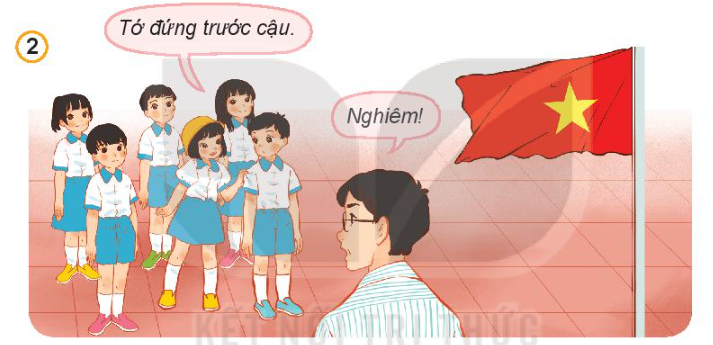 2
Tớ đứng trước cậu.
Nghiêm!
KẾT NỐI TRI THỨC